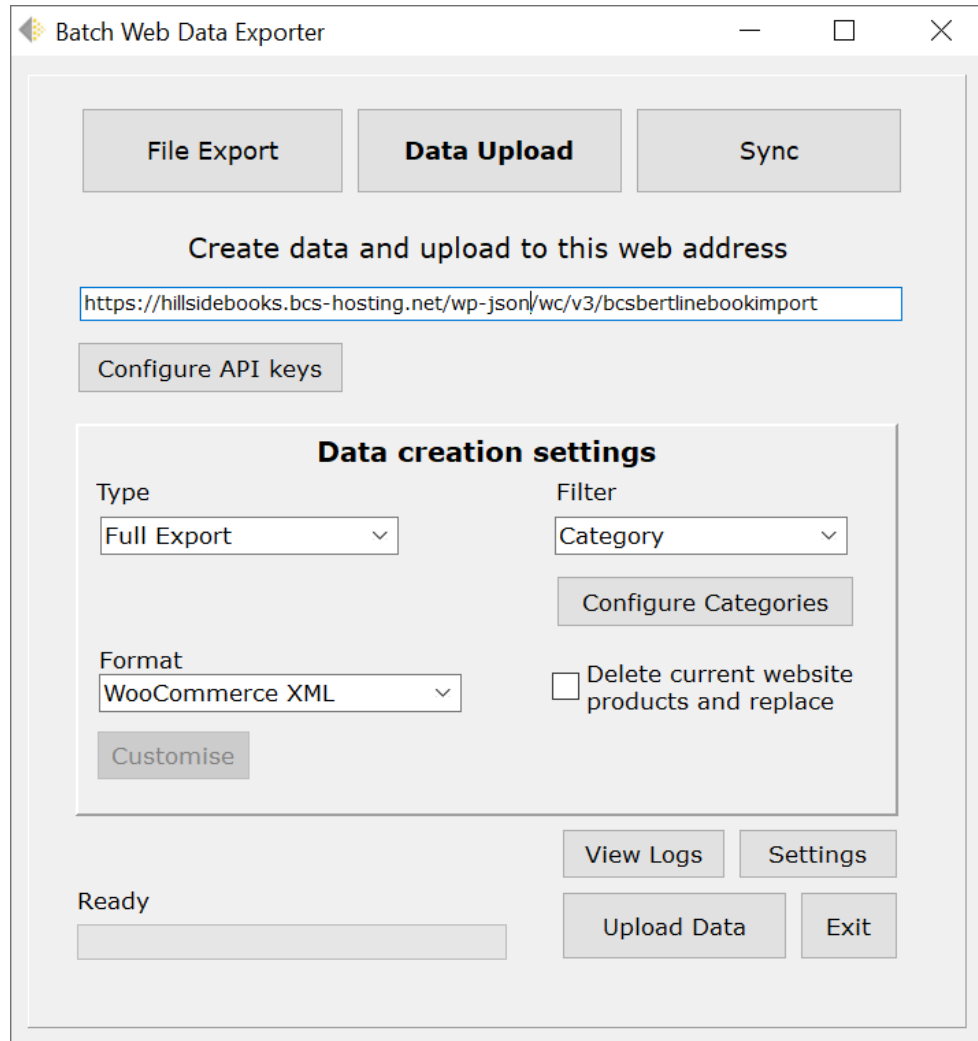 Batch Web Data Exporter
File Export
Data Upload
Sync
Create data and upload to this web address
https://hillsidebooks.bcs-hosting.net/wp-json/wc/v3/bcsbertlinebookimport
Configure API keys
Data creation settings
Type
Filter
Full Export
Category
Configure Categories
Format
WooCommerce XML
Delete current website
products and replace
Customise
View Logs
Settings
Ready
Upload Data
Exit